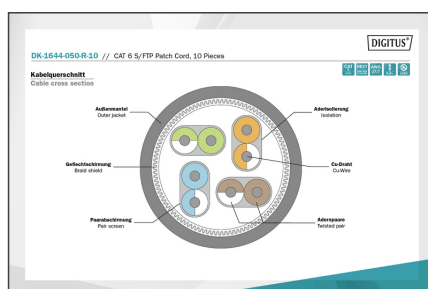 DIGITUS®
DK-1644-050-R-10 // CAT 6 S/FTP Patch Cord, 10 Pieces
Kabelquerschnitt
Cable cross section
Außenmantel
Outer jacket
Aderisolierung
Isolation
Geflechtschirmung
Braid shield
Cu-Draht
Cu-Wire
Paarabschirmung
Pair screen
Adernpaare
Twisted pair